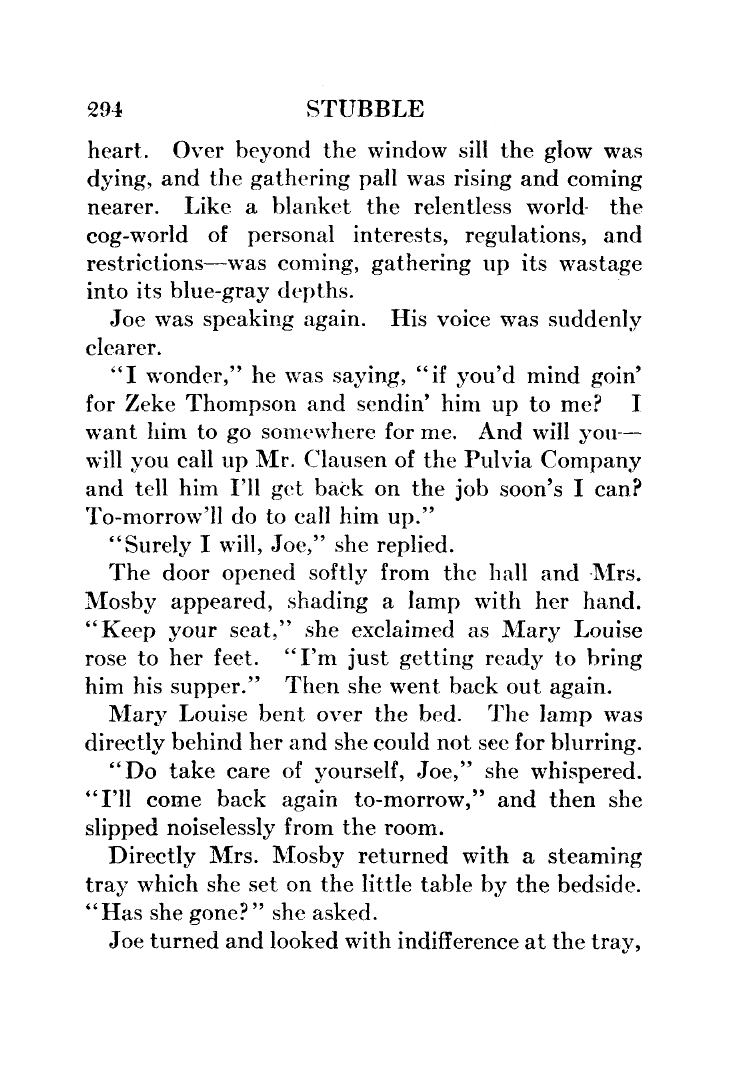 294 STUBBLE
heart. Over beyond the window sill the glow was
dying, and the gathering pall was rising and coming
nearer. Like a blanket the relentless world- the
cog-world of personal interests, regulations, and
restrictions—was coming, gathering up its wastage
into its blue-gray depths.
Joe was speaking again. His voice was suddenly
clearer.
“I wonder,” he was saying, “if you’d mind goin’
for Zeke Thompson and sendin’ him up to me? I
want him to go somewhere for me. And will you—
will you call up Mr. Clausen of the Pulvia Company
and tell him I’ll get back on the job soon’s I can?
To-morrow’ll do to call him up.”
“Surely I will, Joe,” she replied.
The door opened softly from the hall and Mrs.
Mosby appeared, shading a lamp with her hand.
“Keep your seat,” she exclaimed as Mary Louise
rose to her feet. “I’m just getting ready to bring
him his supper.” Then she went back out again.
Mary Louise bent over the bed. The lamp was
directly behind her and she could not see for blurring.
“Do take care of yourself, Joe,” she whispered.
“I’ll come back again to-morrow,” and then she
slipped noiselessly from the room.
Directly Mrs. Mosby returned with a steaming
tray which she set on the little table by the bedside.
“Has she gone?” she asked.
Joe turned and looked with indifference at the tray,